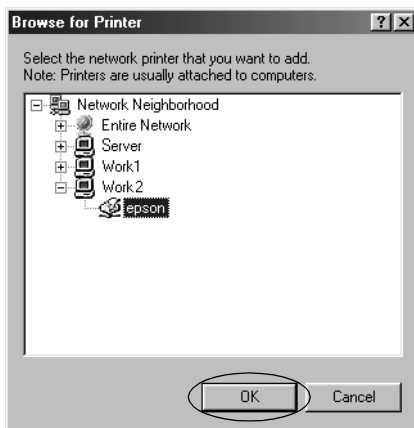 Browse for Printer
Select the network printer that you want to add.
Note: Printers are usually attached to computers.
Network Neighborhood
Entire Network
Server
Work1
Work2
epson
OK Cancel